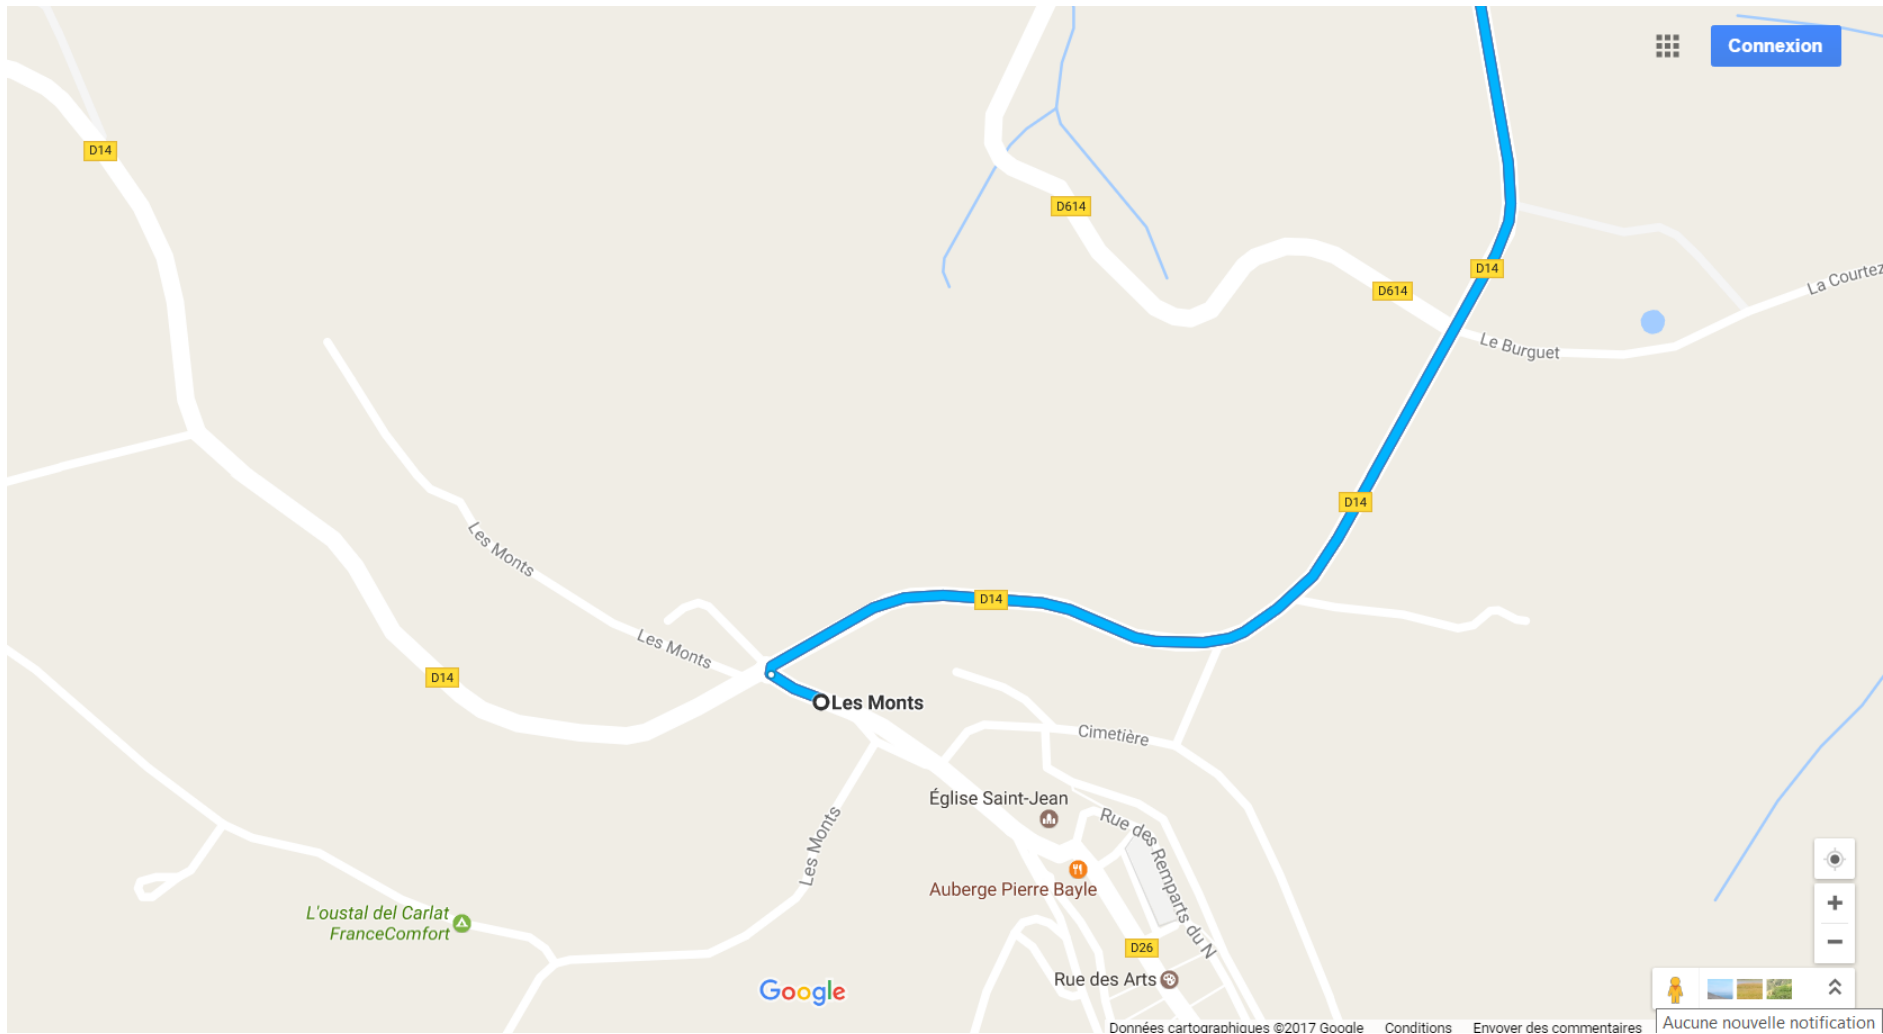 Connexion
D14
D614
D14
La Courtez
D614
Le Burguet
D14
Les Monts
D14
Les Monts
D14
Les Monts
Cimetière
Église Saint-Jean
Rue des Remparts du N
Les Monts
Auberge Pierre Bayle
L'oustal del Carlat
FranceComfort
D26
Rue des Arts
Google
Données cartographiques ©2017 Google Conditions Envoyer des commentaires
Aucune nouvelle notification